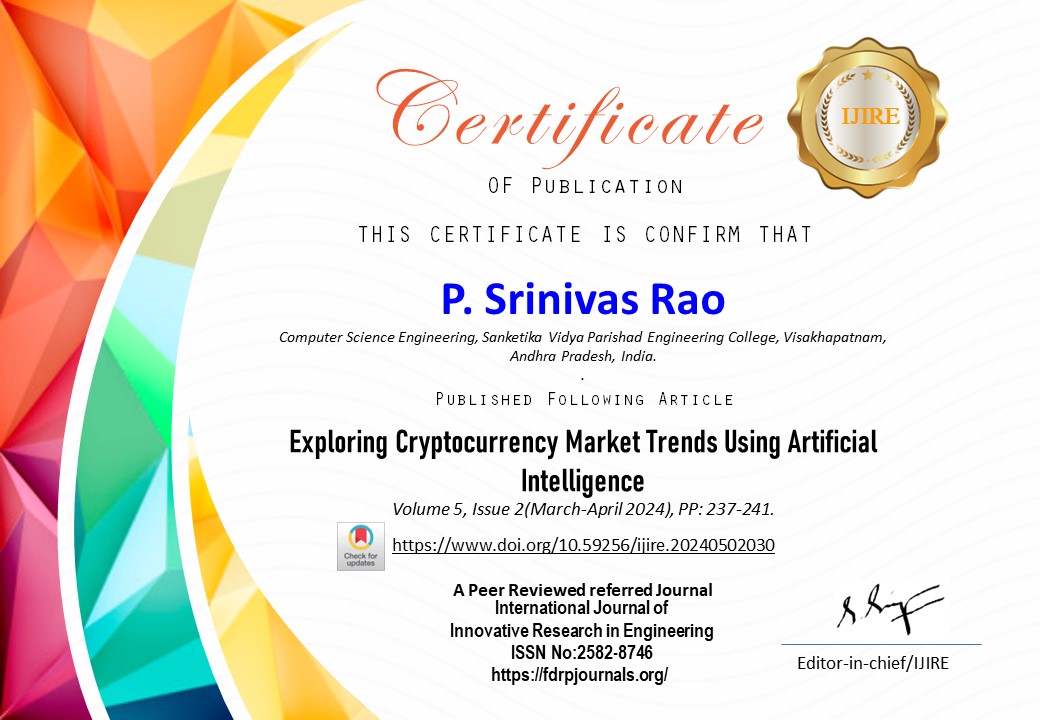 Certificate
IJIRE
OF PUBLICATION
THIS CERTIFICATE IS CONFIRM THAT
P. Srinivas Rao
Computer Science Engineering, Sanketika Vidya Parishad Engineering College, Visakhapatnam,
Andhra Pradesh, India.
.
PUBLISHED FOLLOWING ARTICLE
Exploring Cryptocurrency Market Trends Using Artificial
Intelligence
Volume 5, Issue 2(March-April 2024), PP: 237-241.
Check for
updates
https://www.doi.org/10.59256/ijire.20240502030
A Peer Reviewed referred Journal
International Journal of
Innovative Research in Engineering
ISSN No:2582-8746
https://fdrpjournals.org/
Editor-in-chief/IJIRE